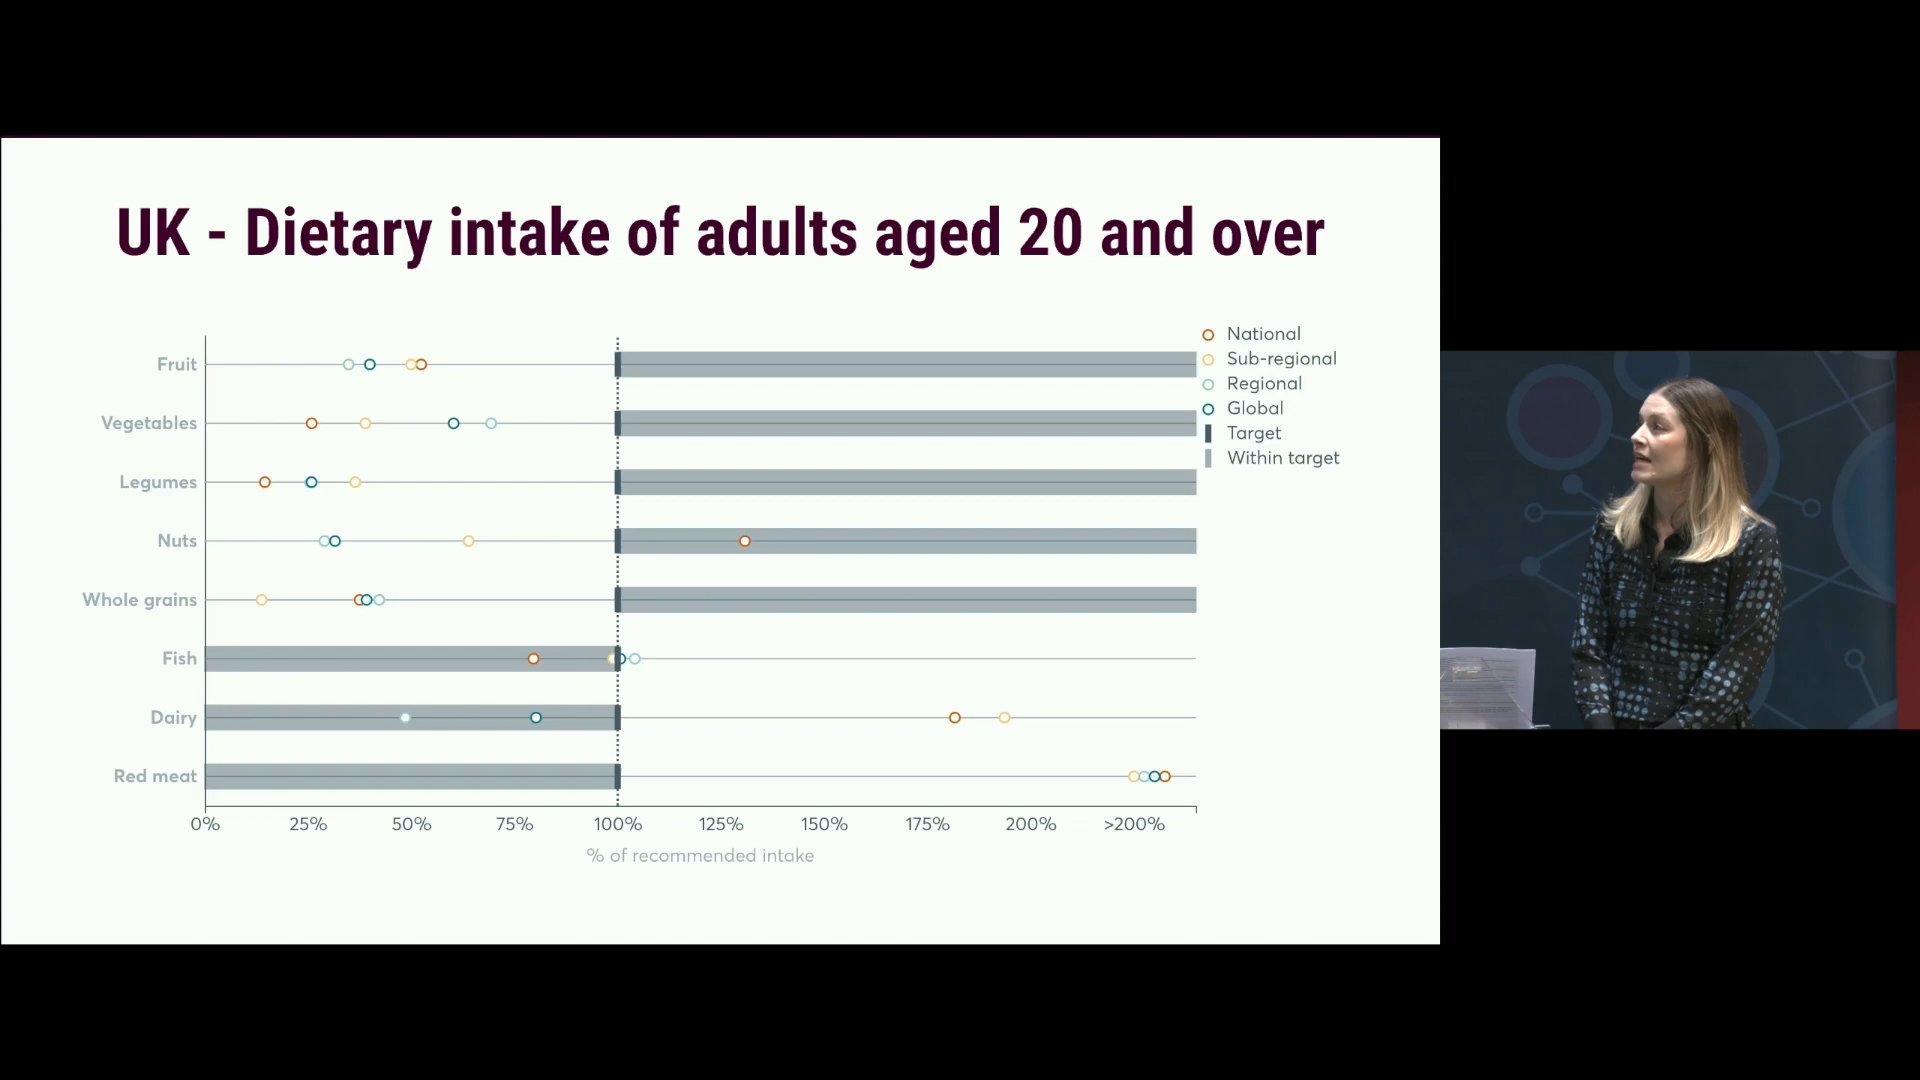 UK - Dietary intake of adults aged 20 and over
National
Sub-regional
Regional
Global
Target
Within target
Fruit
Vegetables
Legumes
Nuts
Whole grains
Fish
Dairy
Red meat
0% 25% 50% 75% 100% 125% 150% 175% 200% >200%
% of recommended intake